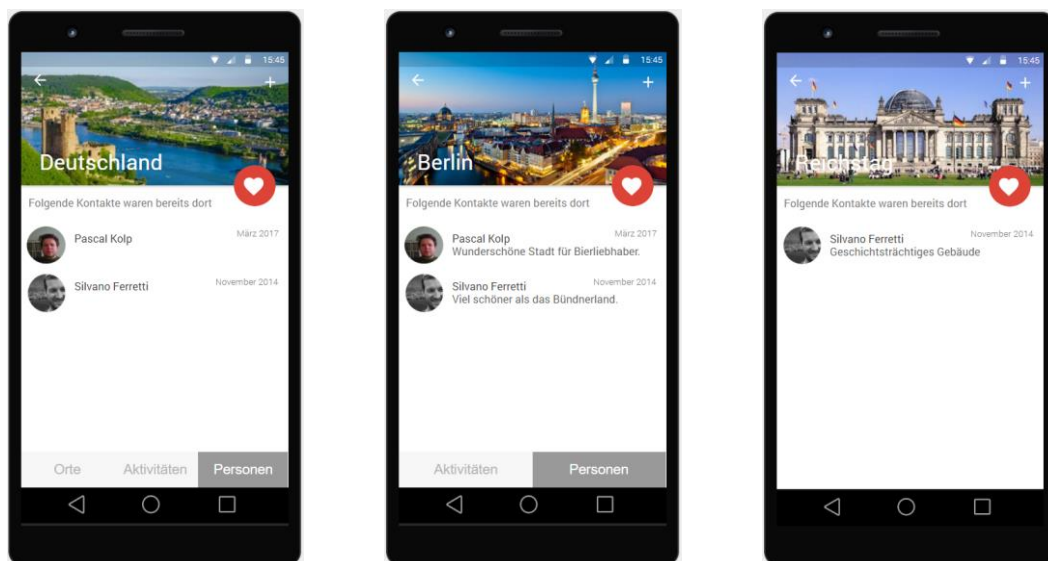 15:45
Deutschland
Folgende Kontakte waren bereits dort
Pascal Kolp
März 2017
Silvano Ferretti
November 2014
Orte
Aktivitäten
Personen
15:45
Berlin
Folgende Kontakte waren bereits dort
Pascal Kolp
März 2017
Wunderschöne Stadt für Bierliebhaber.
Silvano Ferretti
November 2014
Viel schöner als das Bündnerland.
Aktivitäten
Personen
15:45
Reichstag
Folgende Kontakte waren bereits dort
Silvano Ferretti
November 2014
Geschichtsträchtiges Gebäude